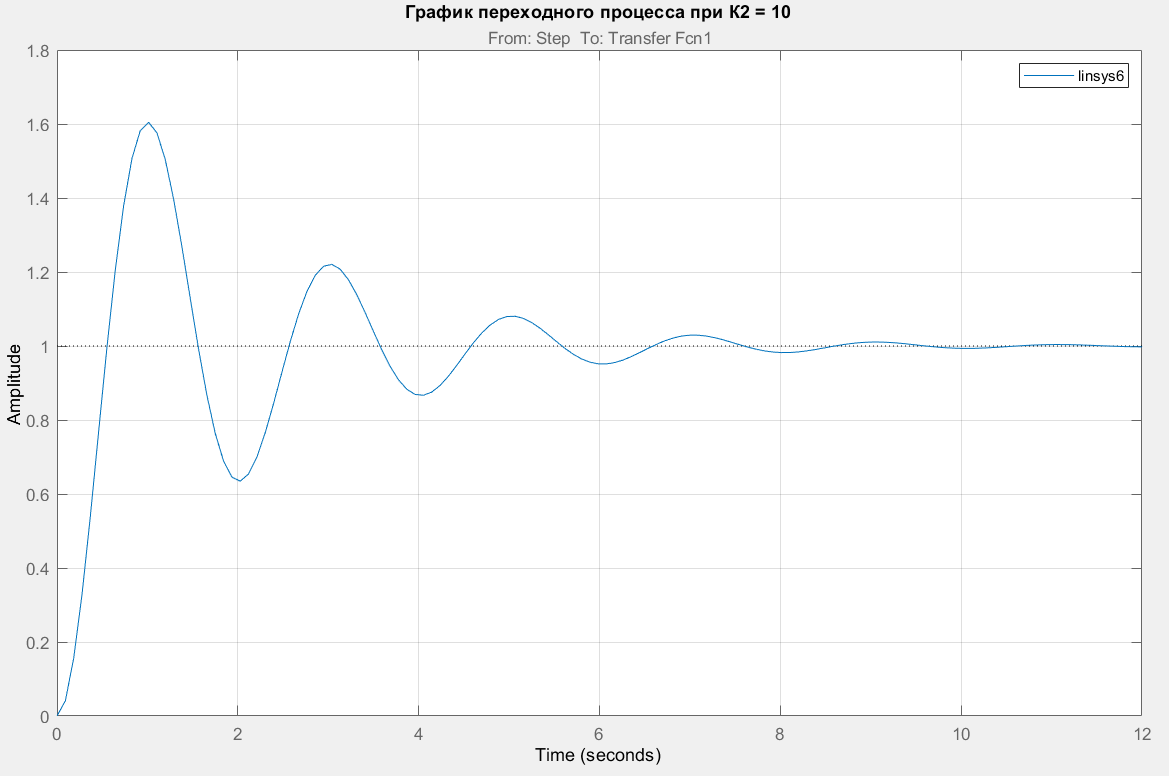 График переходного процесса при К2 = 10
From: Step To: Transfer Fcn1
linsys6
1.8
1.6
1.4
1.2
1
0.8
0.6
0.4
0.2
0
Amplitude
0 2 4 6 8 10 12
Time (seconds)